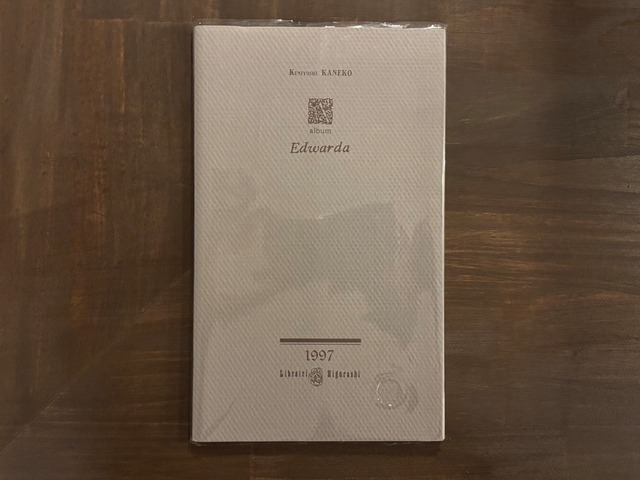 Kuniyoshi KANEKO
album
Edwarda
1997
Librairi Higurashi